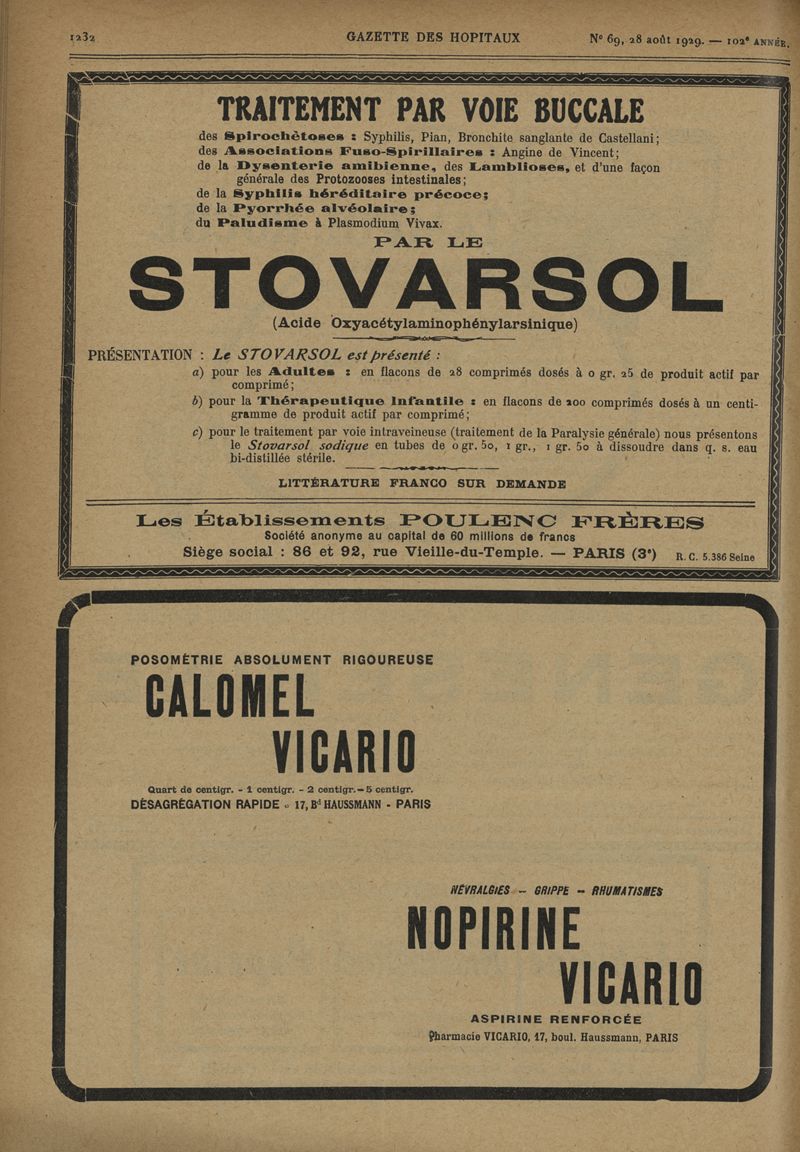 1232
GAZETTE DES HOPITAUX
N° 69, 28 août 1929. — 102e ANNÉE.
TRAITEMENT PAR VOIE BUCCALE
des Spirochètoses : Syphilis, Pian, Bronchite sanglante de Castellani;
des Associations Fuso-Spirillaires : Angine de Vincent;
de la Dysenterie amibienne, des Lamblioses, et d'une façon
générale des Protozooses intestinales;
de la Syphilis héréditaire précoce;
de la Pyorrhée alvéolaire;
du Paludisme à Plasmodium Vivax.
PAR LE
STOVARSOL
(Acide Oxyacétylaminophénylarsinique)
PRÉSENTATION : Le STOVARSOL est présenté :
a) pour les Adultes : en flacons de 28 comprimés dosés à 0 gr. 25 de produit actif par
comprimé;
b) pour la Thérapeutique Infantile : en flacons de 200 comprimés dosés à un centi-
gramme de produit actif par comprimé;
c) pour le traitement par voie intraveineuse (traitement de la Paralysie générale) nous présentons
le Stovarsol sodique en tubes de 0 gr. 50, 1 gr., 1 gr. 50 à dissoudre dans q. s. eau
bi-distillée stérile.
LITTÉRATURE FRANCO SUR DEMANDE
Les Établissements POULENC FRÈRES
Société anonyme au capital de 60 millions de francs
Siège social : 86 et 92, rue Vieille-du-Temple. — PARIS (3e) R. C. 5.386 Seine
POSOMÉTRIE ABSOLUMENT RIGOUREUSE
CALOMEL
VICARIO
Quart de centigr. - 1 centigr. - 2 centigr. - 5 centigr.
DÉSAGRÉGATION RAPIDE - 17, Bd HAUSSMANN - PARIS
NÉVRALGIES - GRIPPE - RHUMATISMES
NOPIRINE
VICARIO
ASPIRINE RENFORCÉE
Pharmacie VICARIO, 17, boul. Haussmann, PARIS